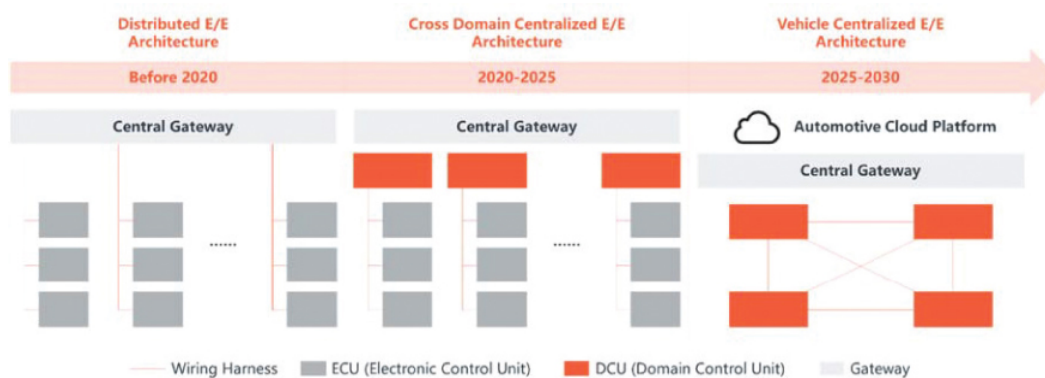 Distributed E/E
Architecture
Cross Domain Centralized E/E
Architecture
Vehicle Centralized E/E
Architecture
Before 2020
2020-2025
2025-2030
Central Gateway
Central Gateway
Automotive Cloud Platform
Central Gateway
......
......
Wiring Harness
ECU (Electronic Control Unit)
DCU (Domain Control Unit)
Gateway